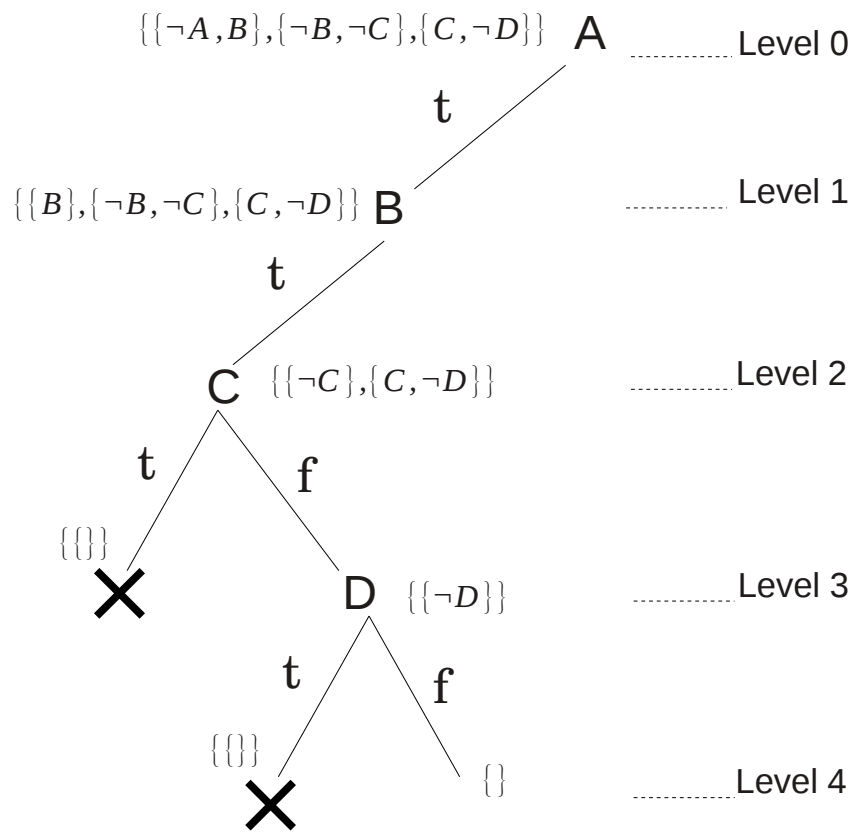 {{¬A,B},{¬B,¬C},{C,¬D}} A Level 0
t
{{B},{¬B,¬C},{C,¬D}} B Level 1
t
C {{¬C},{C,¬D}} Level 2
t f
{{}}
D {{¬D}} Level 3
t f
{{}}
{} Level 4